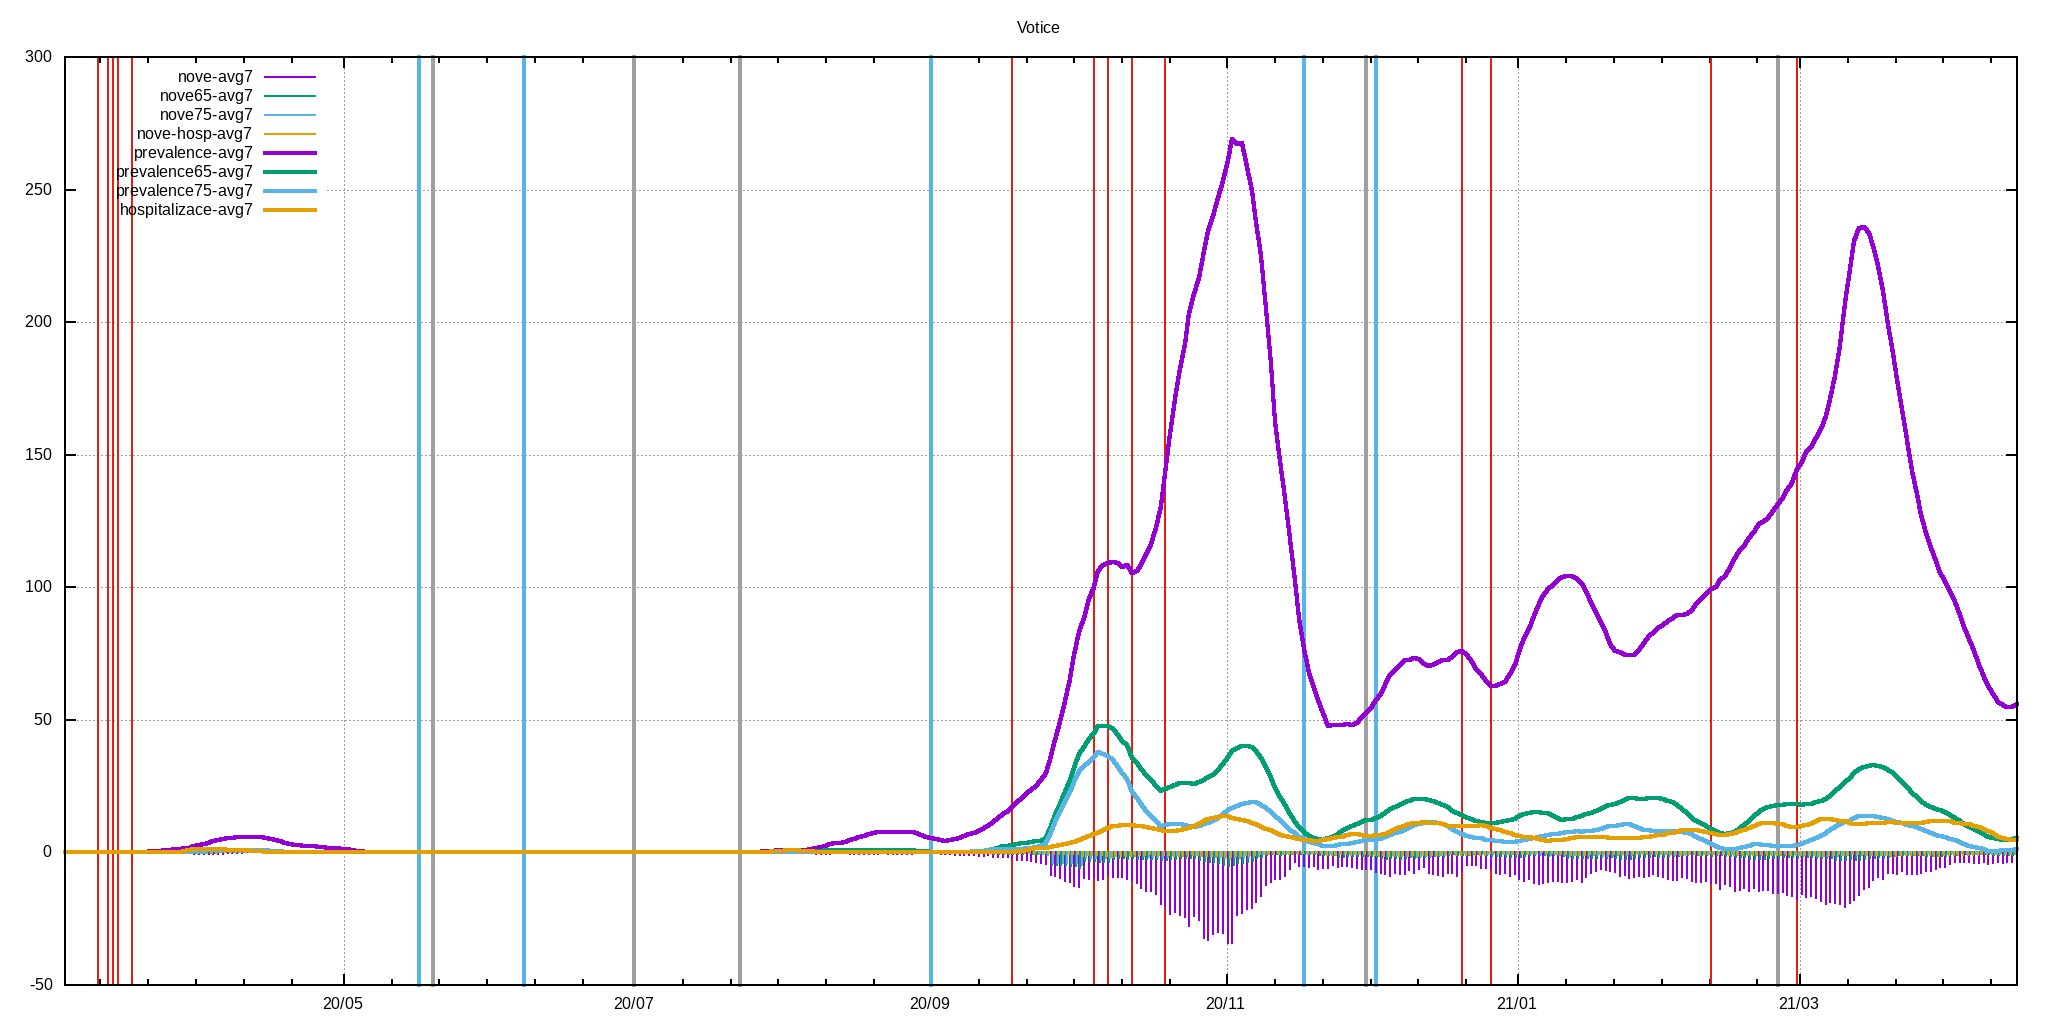 Votice
300
250
200
150
100
50
0
-50
nove-avg7
nove65-avg7
nove75-avg7
nove-hosp-avg7
prevalence-avg7
prevalence65-avg7
prevalence75-avg7
hospitalizace-avg7
20/05
20/07
20/09
20/11
21/01
21/03